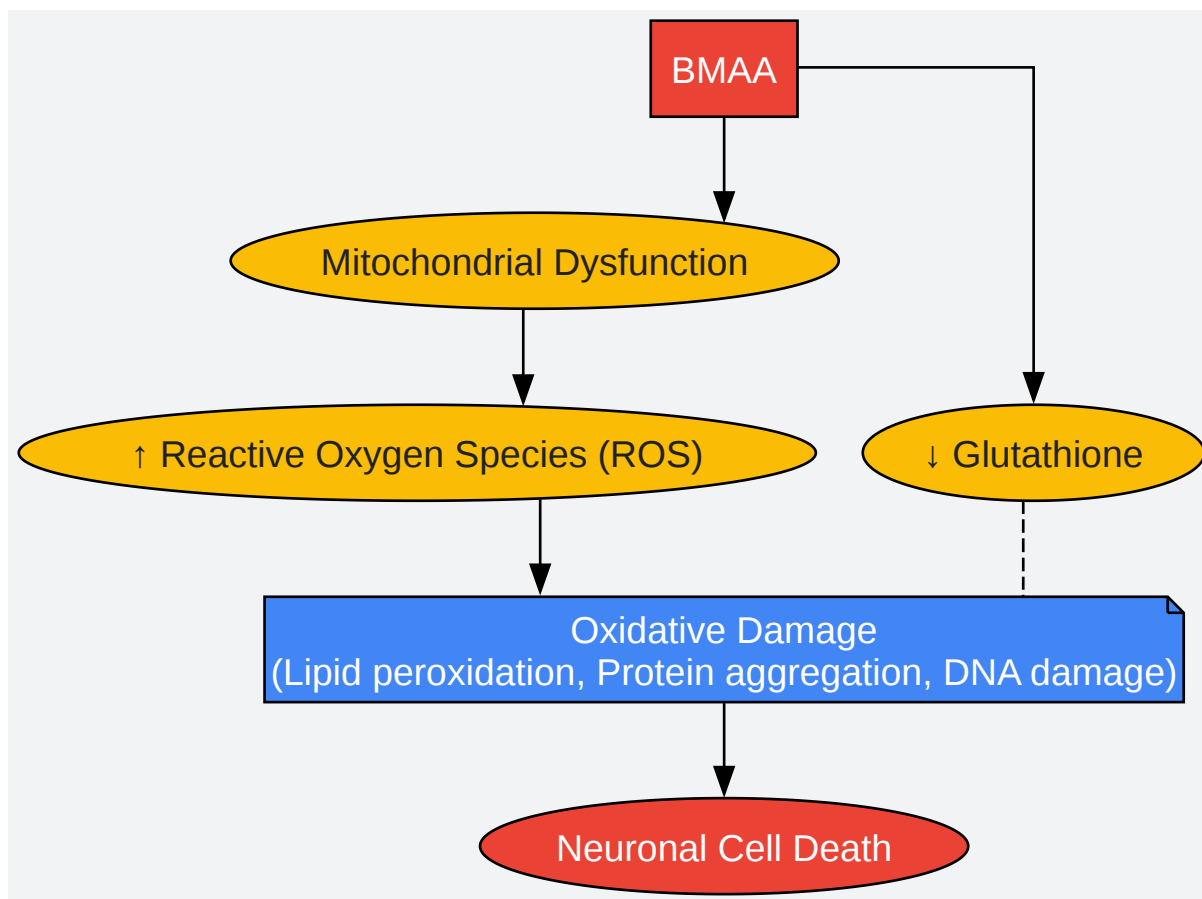 BMAA
Mitochondrial Dysfunction
↑ Reactive Oxygen Species (ROS)
↓ Glutathione
Oxidative Damage
(Lipid peroxidation, Protein aggregation, DNA damage)
Neuronal Cell Death